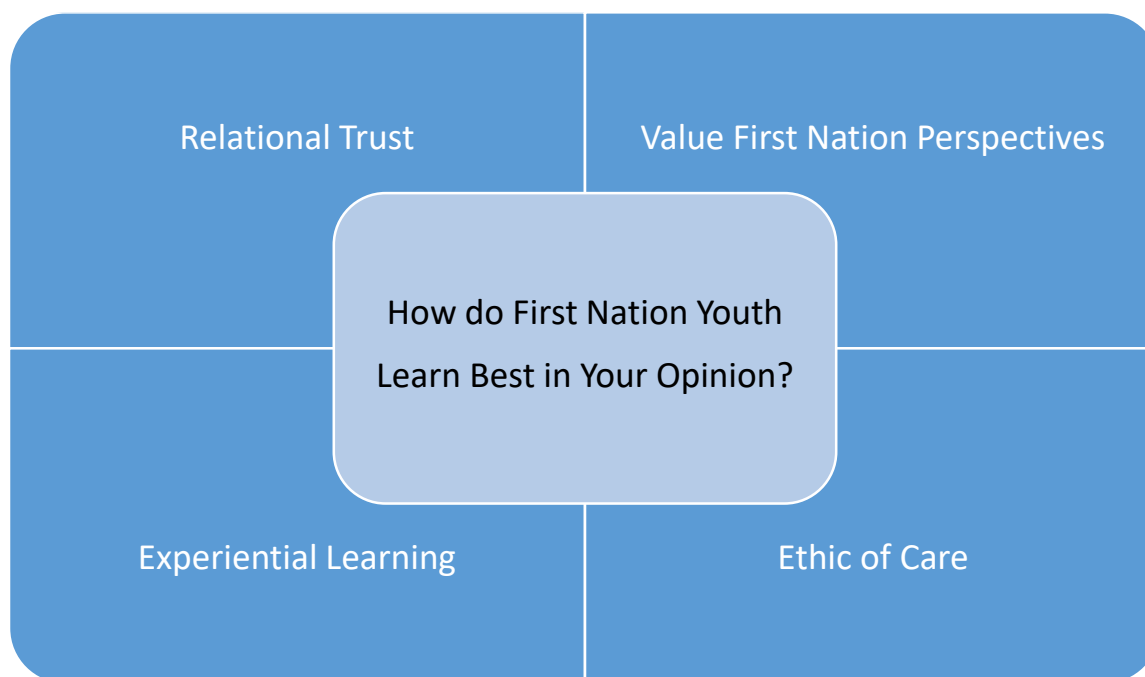 Relational Trust
Value First Nation Perspectives
How do First Nation Youth
Learn Best in Your Opinion?
Experiential Learning
Ethic of Care